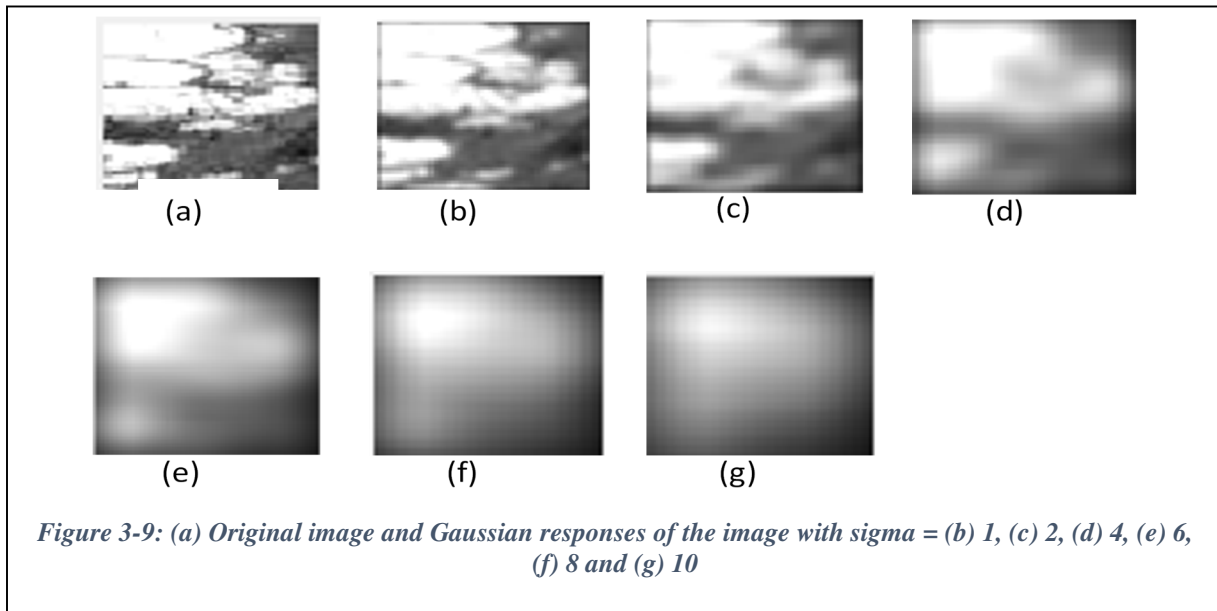 (a)
(b)
(c)
(d)
(e)
(f)
(g)
Figure 3-9: (a) Original image and Gaussian responses of the image with sigma = (b) 1, (c) 2, (d) 4, (e) 6,
(f) 8 and (g) 10